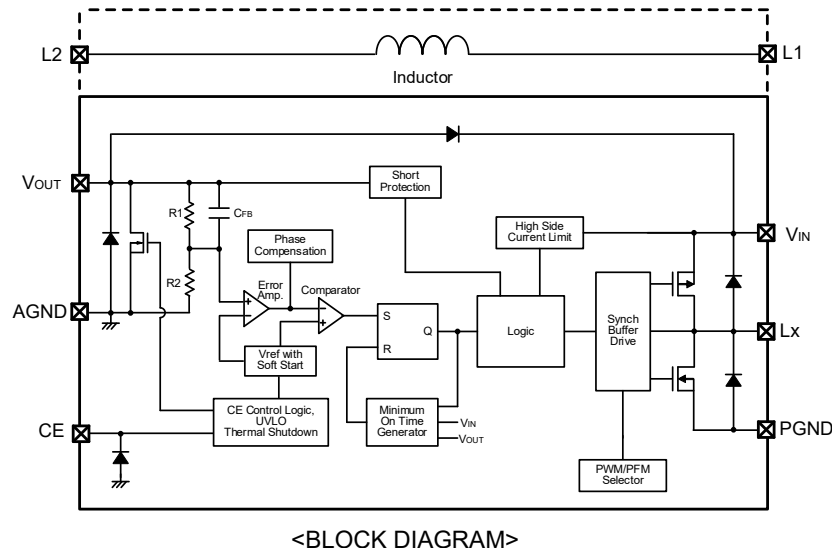 L2
L1
Inductor
VOUT
Short
Protection
R1
CFB
High Side
Current Limit
VIN
Phase
Compensation
R2
Error
Amp.
Comparator
AGND
S
Q
R
Logic
Synch
Buffer
Drive
Lx
Vref with
Soft Start
CE Control Logic,
UVLO
Thermal Shutdown
Minimum
On Time
Generator
VIN
VOUT
CE
PGND
PWM/PFM
Selector
<BLOCK DIAGRAM>